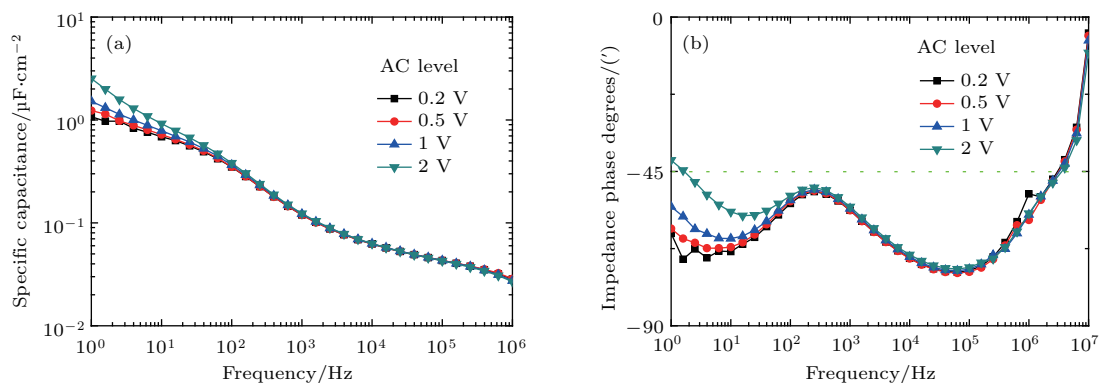 (a)
AC level
0.2 V
0.5 V
1 V
2 V
10¹
10⁰
10⁻¹
10⁻²
Specific capacitance/µF·cm⁻²
10⁰ 10¹ 10² 10³ 10⁴ 10⁵ 10⁶
Frequency/Hz
(b)
AC level
0.2 V
0.5 V
1 V
2 V
0
−45
−90
Impedance phase degrees/(′)
10⁰ 10¹ 10² 10³ 10⁴ 10⁵ 10⁶ 10⁷
Frequency/Hz